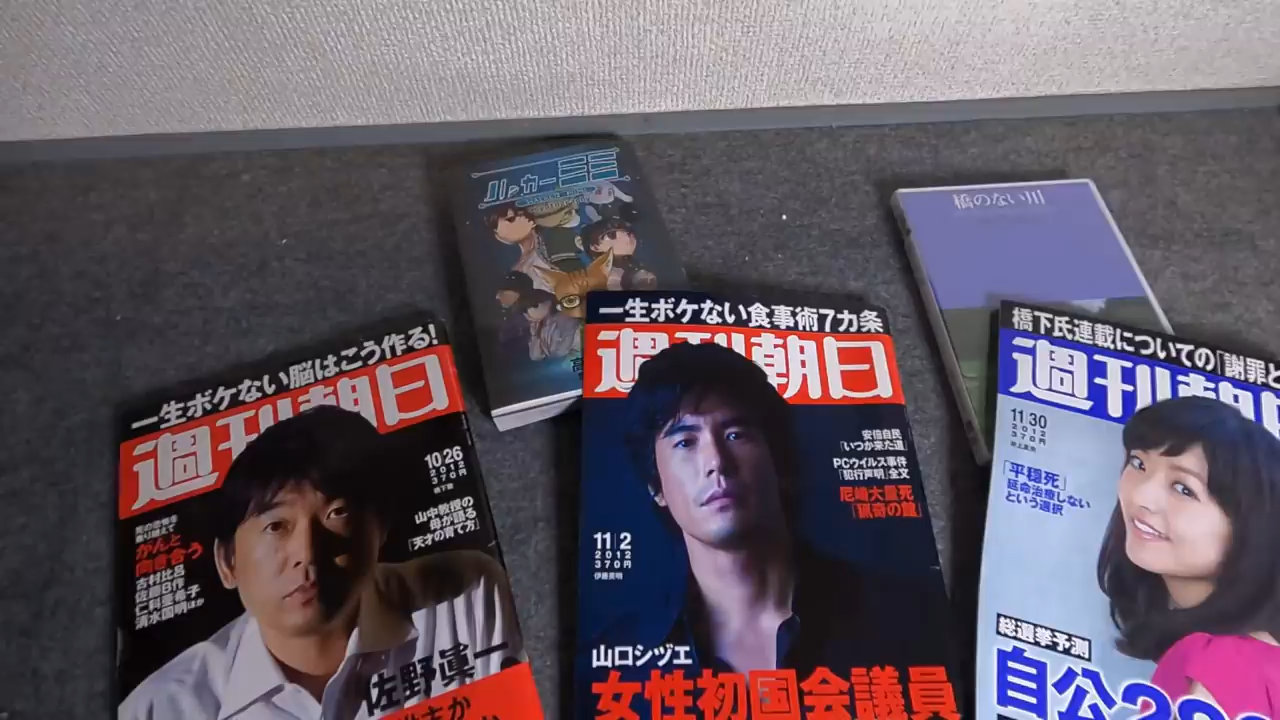 橋のない川
一生ボケない脳はこう作る!
週刊朝日
10 26
2012
370円
山中教授の
母が語る
「天才の育て方」
がんと
向き合う
古村比呂
佐藤B作
仁科亜希子
清水国明ほか
佐野眞一
一生ボケない食事術7カ条
週刊朝日
安倍自民
「いつか来た道」
PCウイルス事件
「犯行声明」全文
尼崎大量死
「猟奇の館」
11 2
2012
370円
伊藤英明
山口シヅエ
女性初国会議員
橋下氏連載についての「謝罪と
週刊朝日
11 30
2012
370円
井上真央
「平穏死」
延命治療しない
という選択
総選挙予測
自公